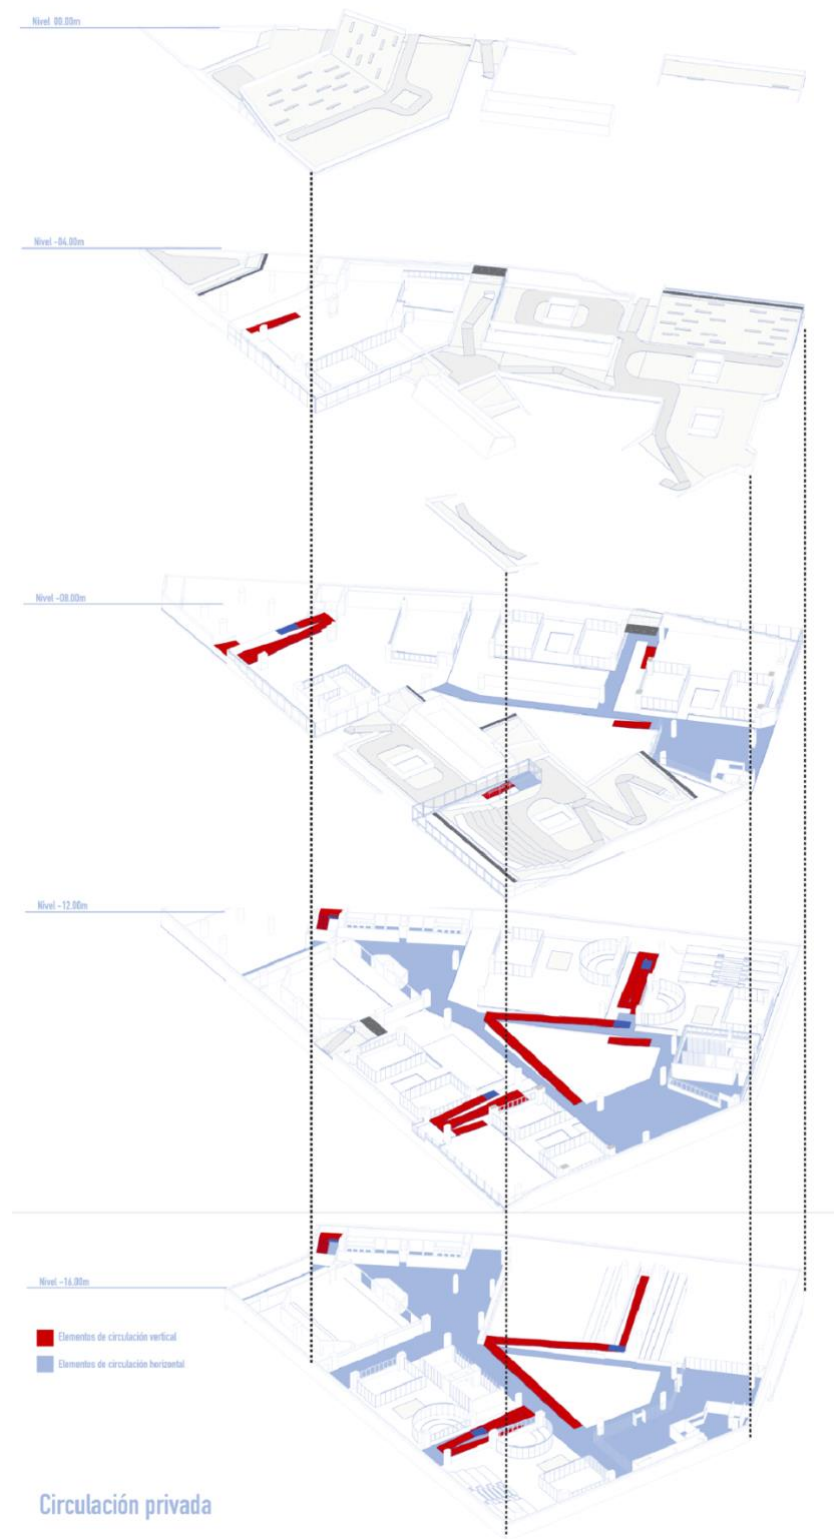 Nivel 00.00m
Nivel -04.00m
Nivel -08.00m
Nivel -12.00m
Nivel -16.00m
Elementos de circulación vertical
Elementos de circulación horizontal
Circulación privada